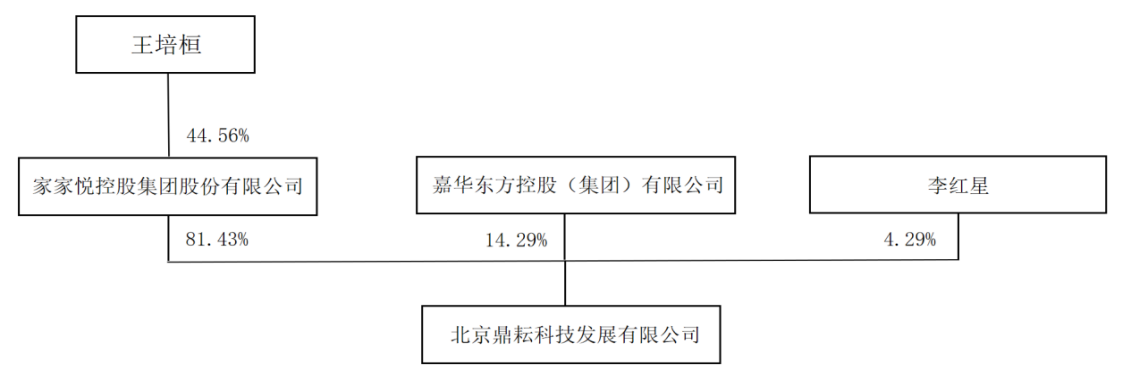 王培桓
44.56%
家家悦控股集团股份有限公司
嘉华东方控股（集团）有限公司
李红星
81.43%
14.29%
4.29%
北京鼎耘科技发展有限公司